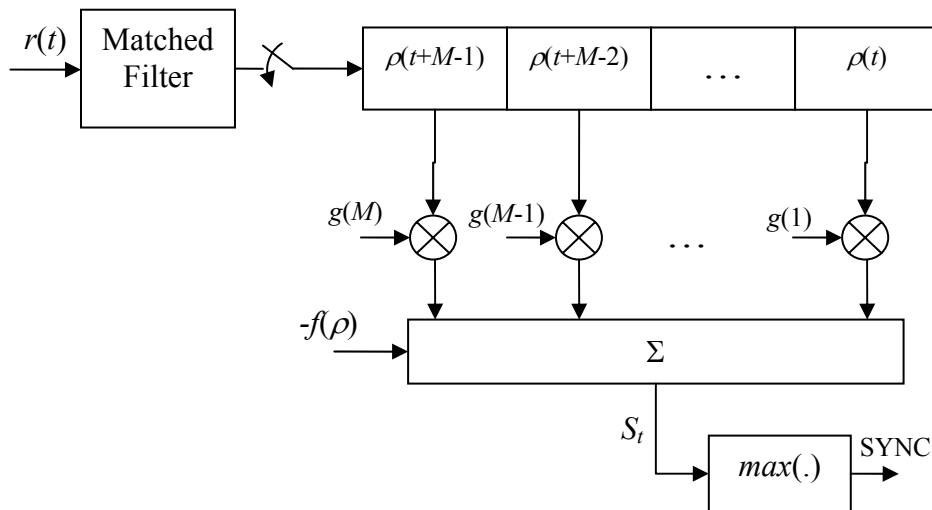 r(t)
Matched
Filter
ρ(t+M-1)
ρ(t+M-2)
...
ρ(t)
g(M)
g(M-1)
...
g(1)
-f(ρ)
Σ
S_t
max(.)
SYNC